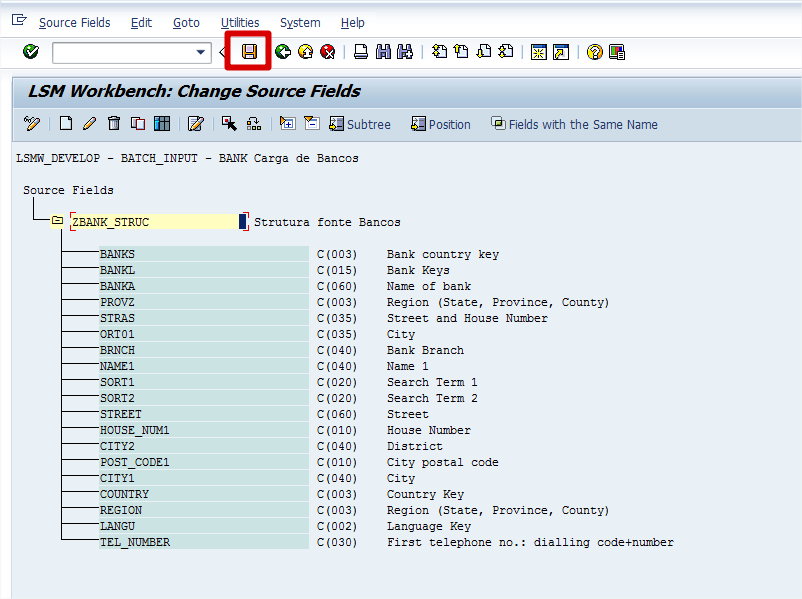 Source Fields Edit Goto Utilities System Help
LSM Workbench: Change Source Fields
Subtree Position Fields with the Same Name
LSMW_DEVELOP - BATCH_INPUT - BANK Carga de Bancos
Source Fields
ZBANK_STRUC Strutura fonte Bancos
BANKS C(003) Bank country key
BANKL C(015) Bank Keys
BANKA C(060) Name of bank
PROVZ C(003) Region (State, Province, County)
STRAS C(035) Street and House Number
ORT01 C(035) City
BRNCH C(040) Bank Branch
NAME1 C(040) Name 1
SORT1 C(020) Search Term 1
SORT2 C(020) Search Term 2
STREET C(060) Street
HOUSE_NUM1 C(010) House Number
CITY2 C(040) District
POST_CODE1 C(010) City postal code
CITY1 C(040) City
COUNTRY C(003) Country Key
REGION C(003) Region (State, Province, County)
LANGU C(002) Language Key
TEL_NUMBER C(030) First telephone no.: dialling code+number